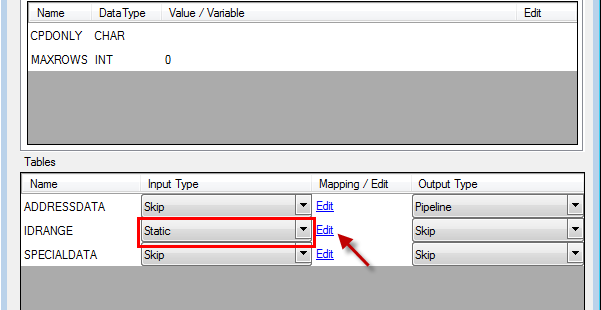 Name DataType Value / Variable Edit
CPDONLY CHAR
MAXROWS INT 0
Tables
Name Input Type Mapping / Edit Output Type
ADDRESSDATA Skip Edit Pipeline
IDRANGE Static Edit Skip
SPECIALDATA Skip Edit Skip